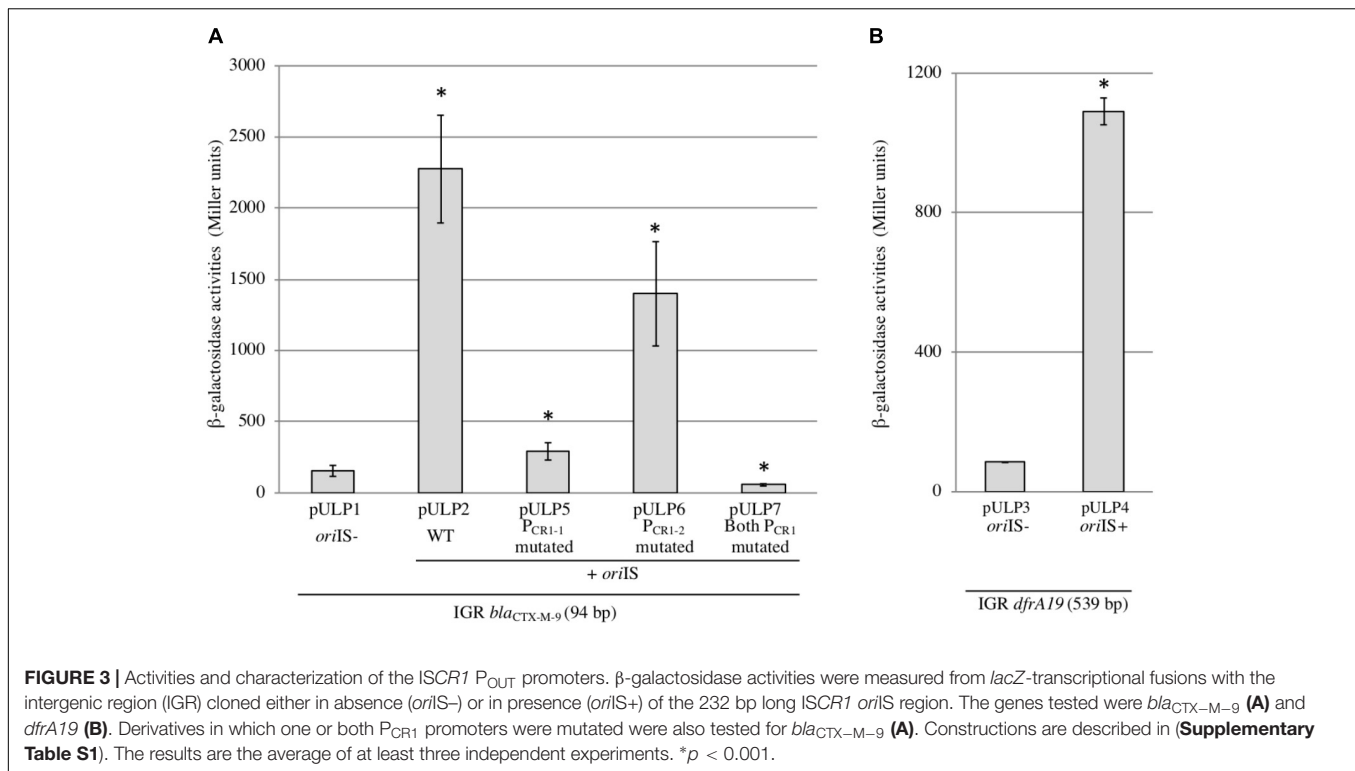 A
B
β-galactosidase activities (Miller units)
3000
2500
2000
1500
1000
500
0
*
*
*
*
pULP1
oriIS-
pULP2
WT
pULP5
PCR1-1
mutated
pULP6
PCR1-2
mutated
pULP7
Both PCR1
mutated
+ oriIS
IGR blaCTX-M-9 (94 bp)
β-galactosidase activities (Miller units)
1200
800
400
0
*
pULP3
oriIS-
pULP4
oriIS+
IGR dfrA19 (539 bp)
FIGURE 3 | Activities and characterization of the ISCR1 POUT promoters. β-galactosidase activities were measured from lacZ-transcriptional fusions with the
intergenic region (IGR) cloned either in absence (oriIS–) or in presence (oriIS+) of the 232 bp long ISCR1 oriIS region. The genes tested were blaCTX–M–9 (A) and
dfrA19 (B). Derivatives in which one or both PCR1 promoters were mutated were also tested for blaCTX–M–9 (A). Constructions are described in (Supplementary
Table S1). The results are the average of at least three independent experiments. *p < 0.001.